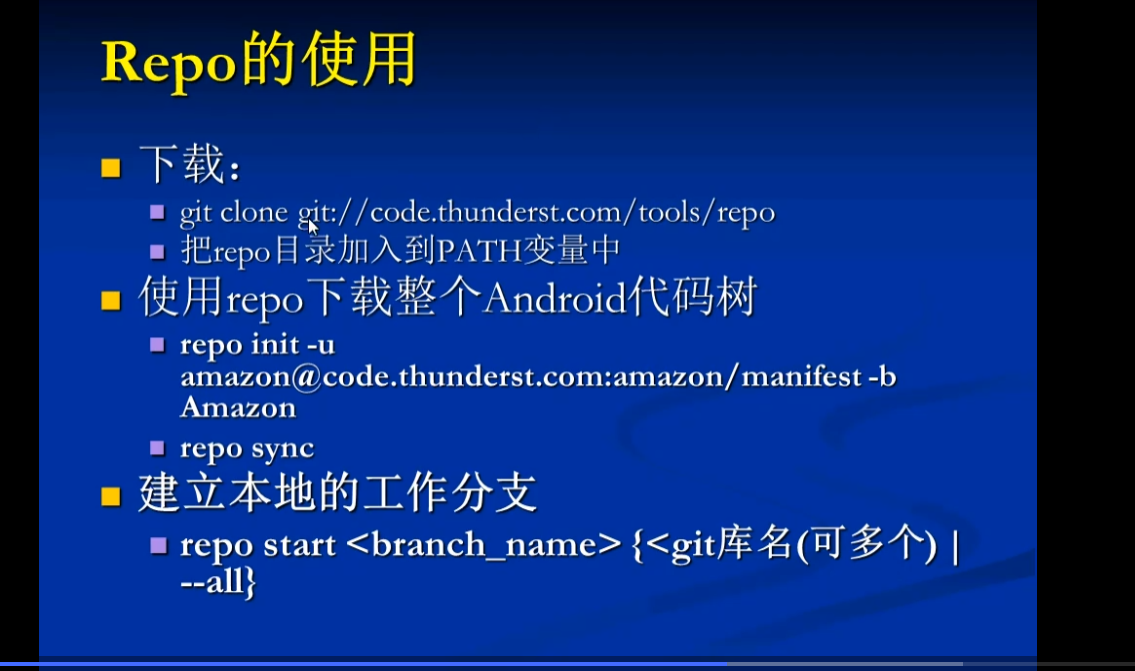 Repo的使用
下载：
git clone git://code.thunderst.com/tools/repo
把repo目录加入到PATH变量中
使用repo下载整个Android代码树
repo init -u
amazon@code.thunderst.com:amazon/manifest -b
Amazon
repo sync
建立本地的工作分支
repo start <branch_name> {<git库名(可多个) |
--all}